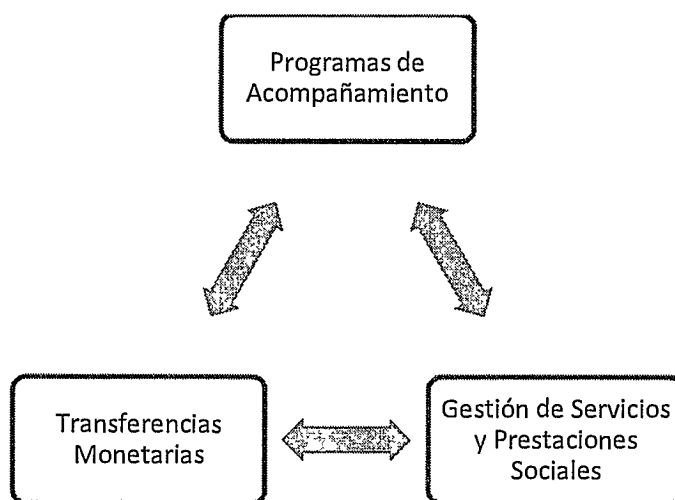 Programas de
Acompañamiento
Transferencias
Monetarias
Gestión de Servicios
y Prestaciones
Sociales